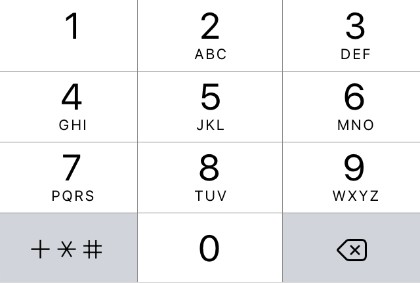 1 2 3
ABC DEF
4 5 6
GHI JKL MNO
7 8 9
PQRS TUV WXYZ
+*# 0